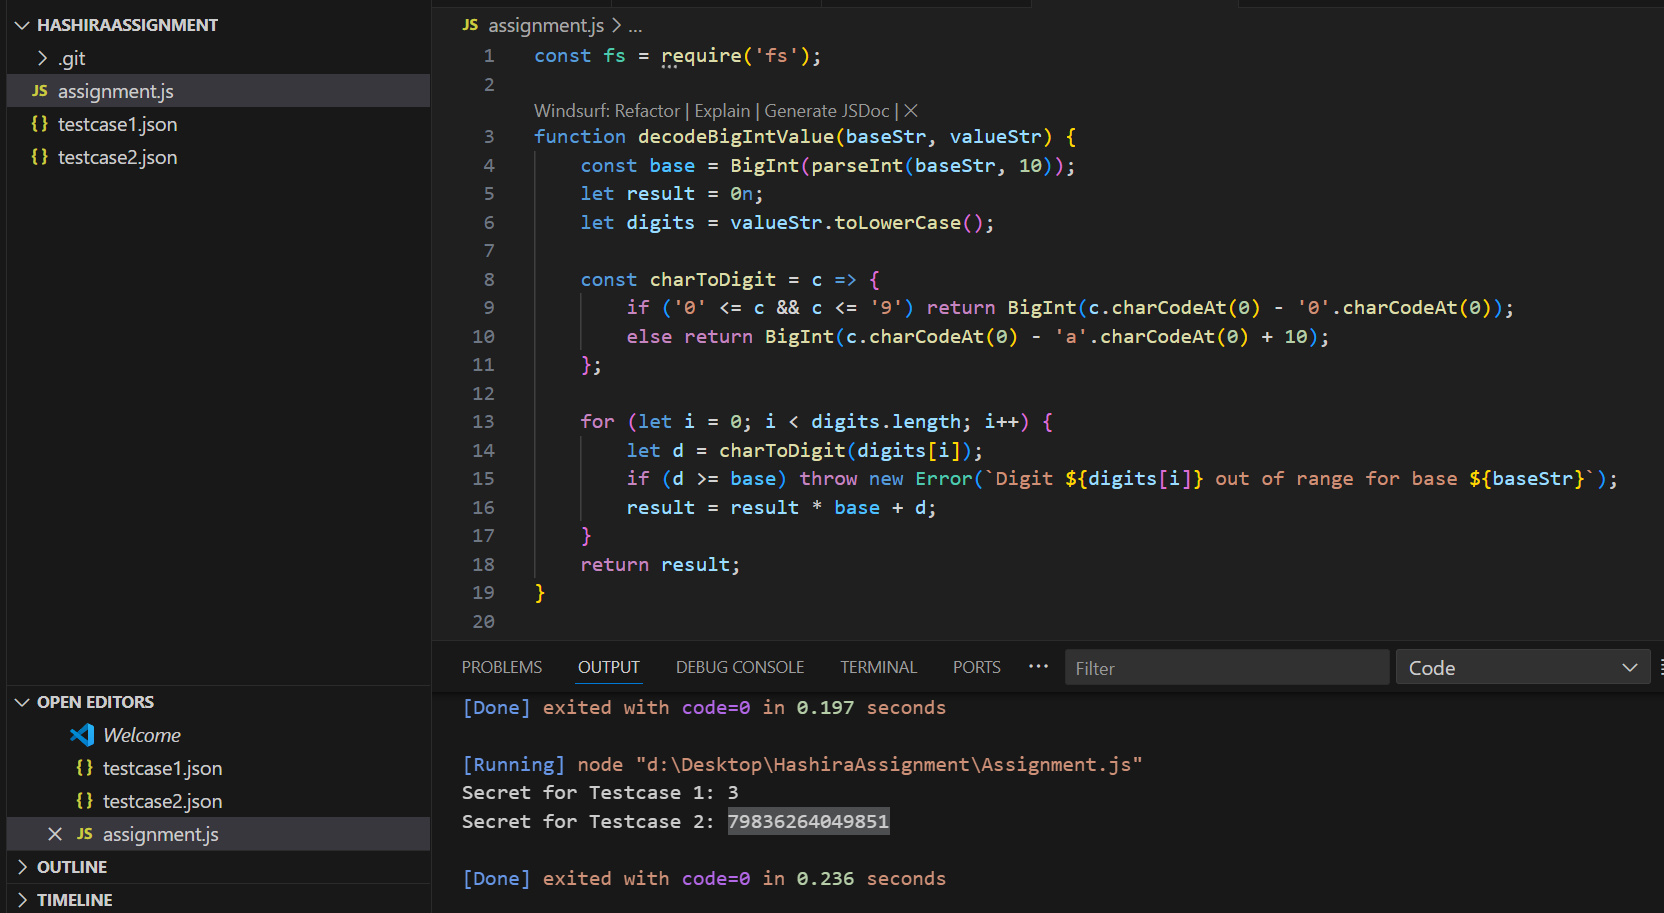 HASHIRAASSIGNMENT
.git
JS assignment.js
{} testcase1.json
{} testcase2.json
OPEN EDITORS
Welcome
{} testcase1.json
{} testcase2.json
JS assignment.js
OUTLINE
TIMELINE
JS assignment.js > ...
1 const fs = require('fs');
2
Windsurf: Refactor | Explain | Generate JSDoc | X
3 function decodeBigIntValue(baseStr, valueStr) {
4 const base = BigInt(parseInt(baseStr, 10));
5 let result = 0n;
6 let digits = valueStr.toLowerCase();
7
8 const charToDigit = c => {
9 if ('0' <= c && c <= '9') return BigInt(c.charCodeAt(0) - '0'.charCodeAt(0));
10 else return BigInt(c.charCodeAt(0) - 'a'.charCodeAt(0) + 10);
11 };
12
13 for (let i = 0; i < digits.length; i++) {
14 let d = charToDigit(digits[i]);
15 if (d >= base) throw new Error(`Digit ${digits[i]} out of range for base ${baseStr}`);
16 result = result * base + d;
17 }
18 return result;
19 }
20
PROBLEMS OUTPUT DEBUG CONSOLE TERMINAL PORTS ... Filter Code
[Done] exited with code=0 in 0.197 seconds
[Running] node "d:\Desktop\HashiraAssignment\Assignment.js"
Secret for Testcase 1: 3
Secret for Testcase 2: 79836264049851
[Done] exited with code=0 in 0.236 seconds